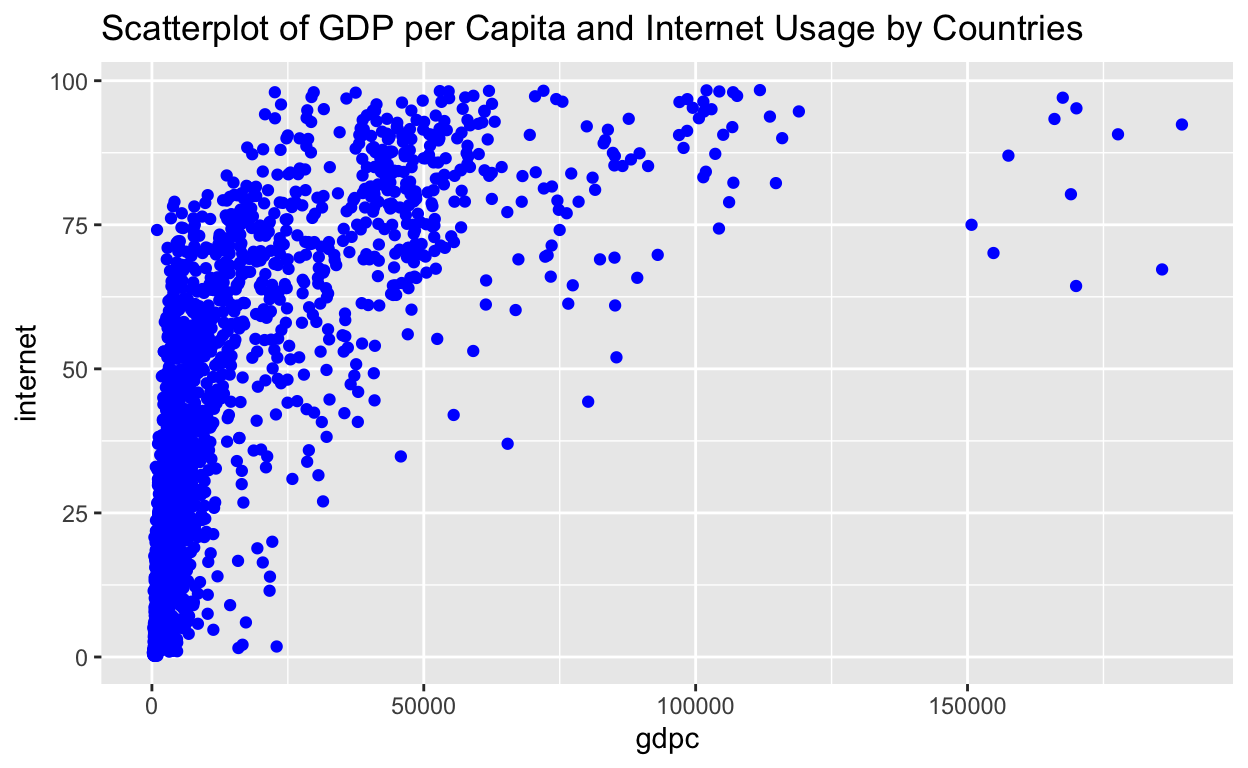 Scatterplot of GDP per Capita and Internet Usage by Countries
100
75
50
25
0
internet
0 50000 100000 150000
gdpc